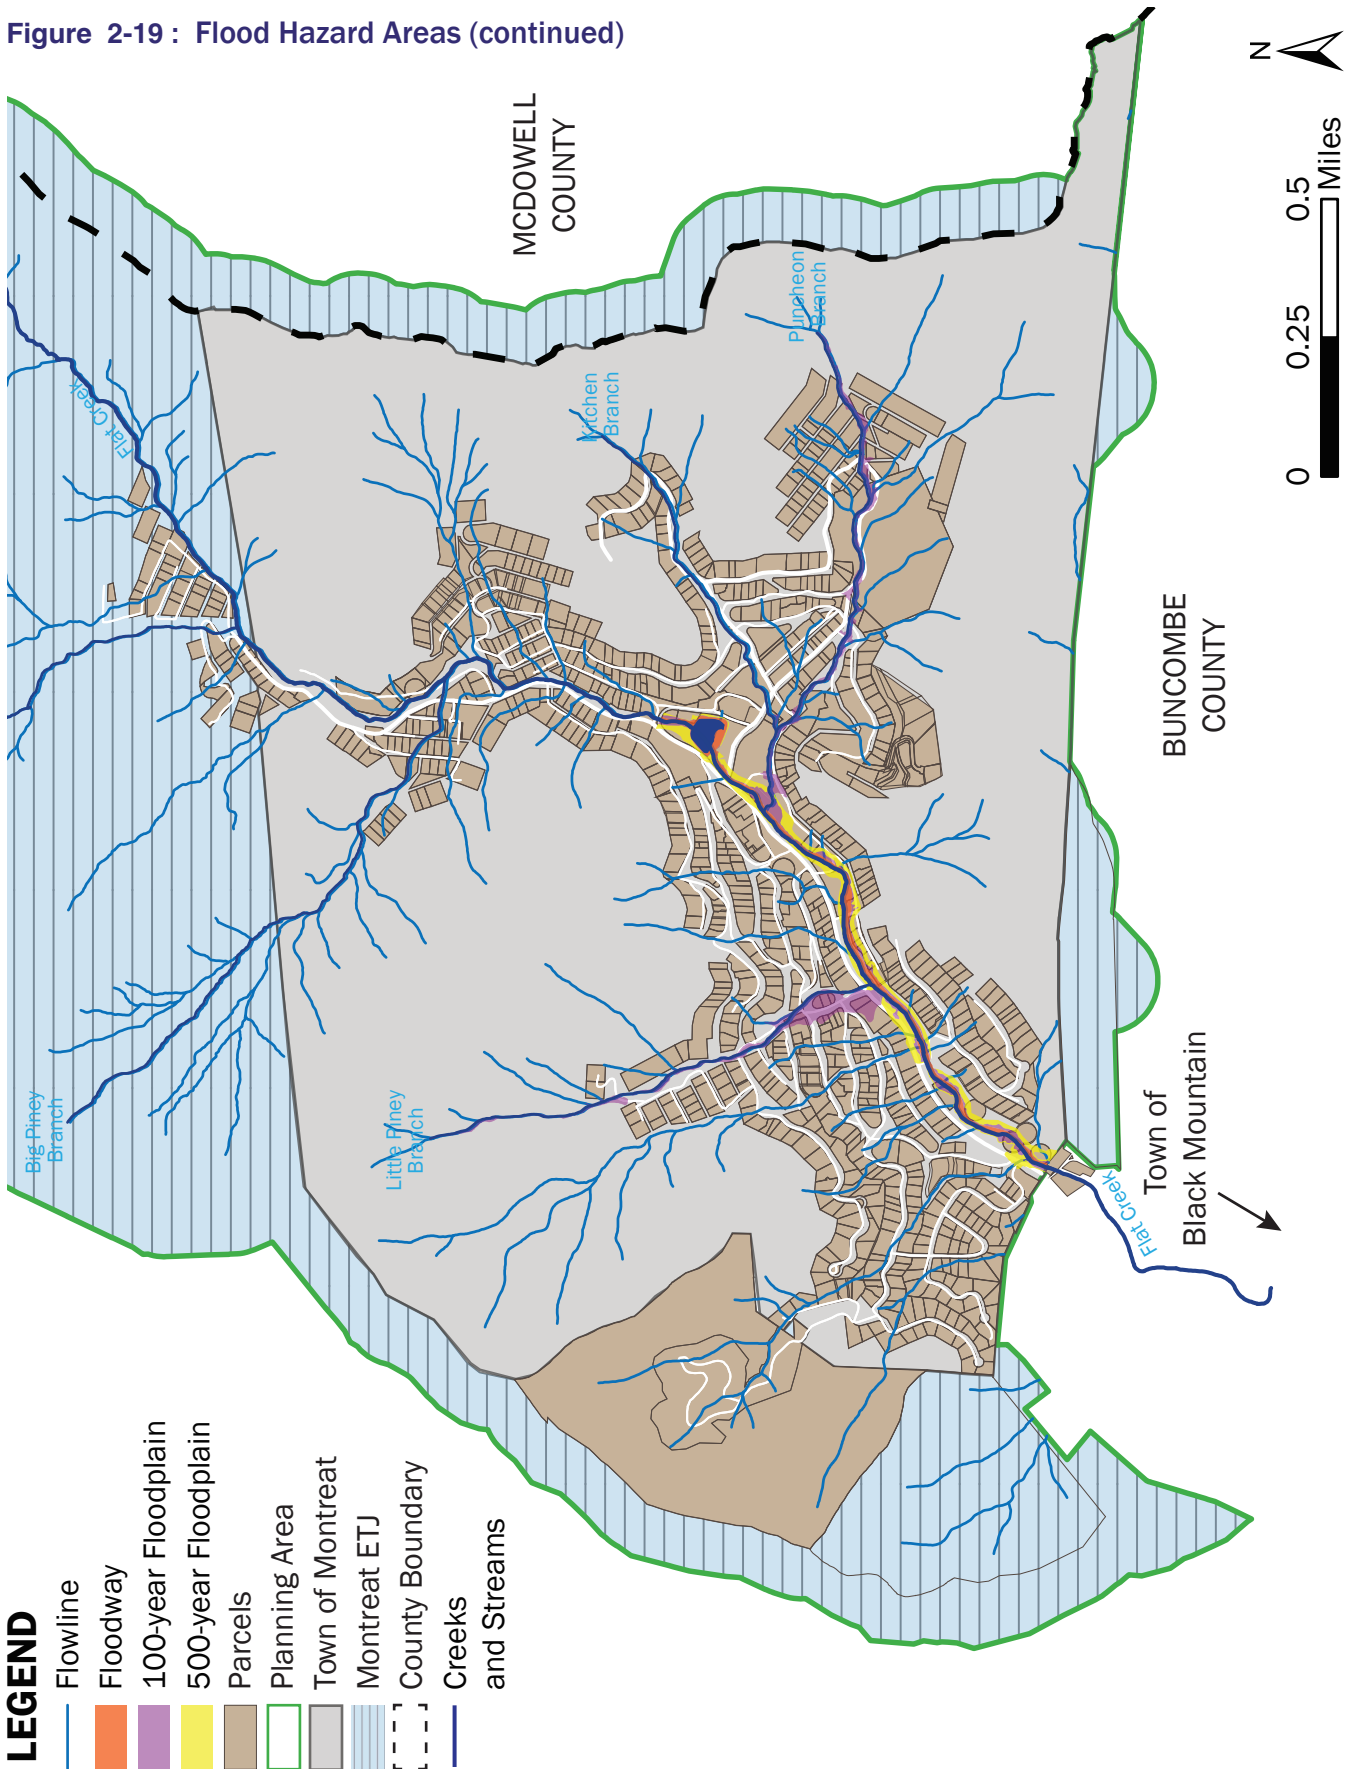 Figure 2-19 : Flood Hazard Areas (continued)
N
MCDOWELL
COUNTY
0
0.25
0.5
Miles
Flat Creek
Puncheon
Branch
Kitchen
Branch
BUNCOMBE
COUNTY
Big Piney
Branch
Little Piney
Branch
Flat Creek
Town of
Black Mountain
LEGEND
Flowline
Floodway
100-year Floodplain
500-year Floodplain
Parcels
Planning Area
Town of Montreat
Montreat ETJ
County Boundary
Creeks
and Streams